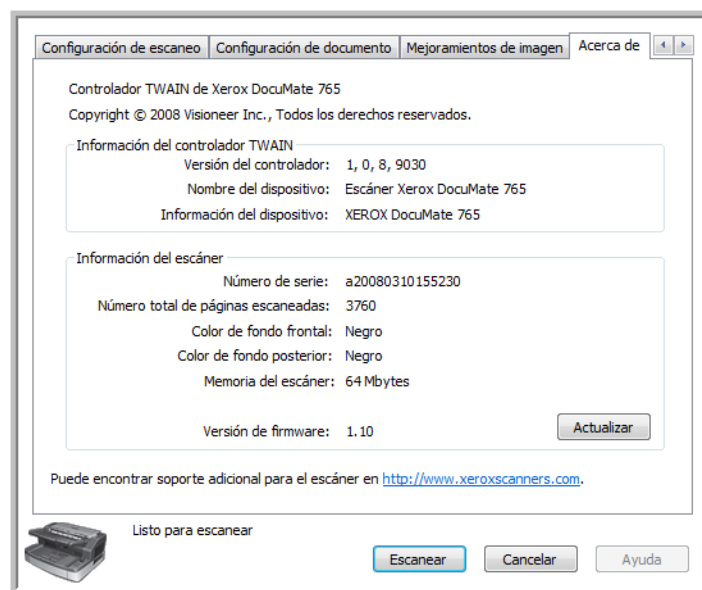 Configuración de escaneo Configuración de documento Mejoramientos de imagen Acerca de
Controlador TWAIN de Xerox DocuMate 765
Copyright © 2008 Visioneer Inc., Todos los derechos reservados.
Información del controlador TWAIN
Versión del controlador: 1, 0, 8, 9030
Nombre del dispositivo: Escáner Xerox DocuMate 765
Información del dispositivo: XEROX DocuMate 765
Información del escáner
Número de serie: a20080310155230
Número total de páginas escaneadas: 3760
Color de fondo frontal: Negro
Color de fondo posterior: Negro
Memoria del escáner: 64 Mbytes
Versión de firmware: 1.10 Actualizar
Puede encontrar soporte adicional para el escáner en http://www.xeroxscanners.com.
Listo para escanear
Escanear Cancelar Ayuda